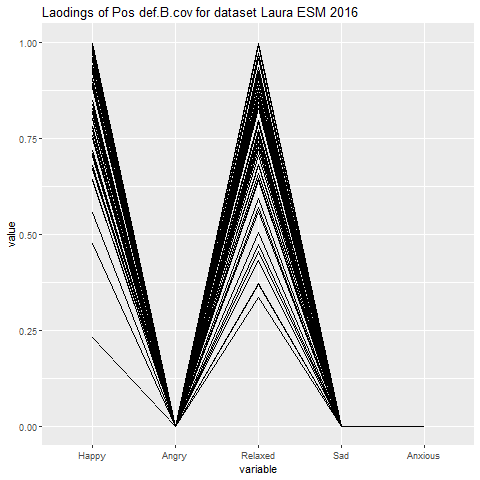 Laodings of Pos def.B.cov for dataset Laura ESM 2016
1.00
0.75
0.50
0.25
0.00
value
Happy Angry Relaxed Sad Anxious
variable